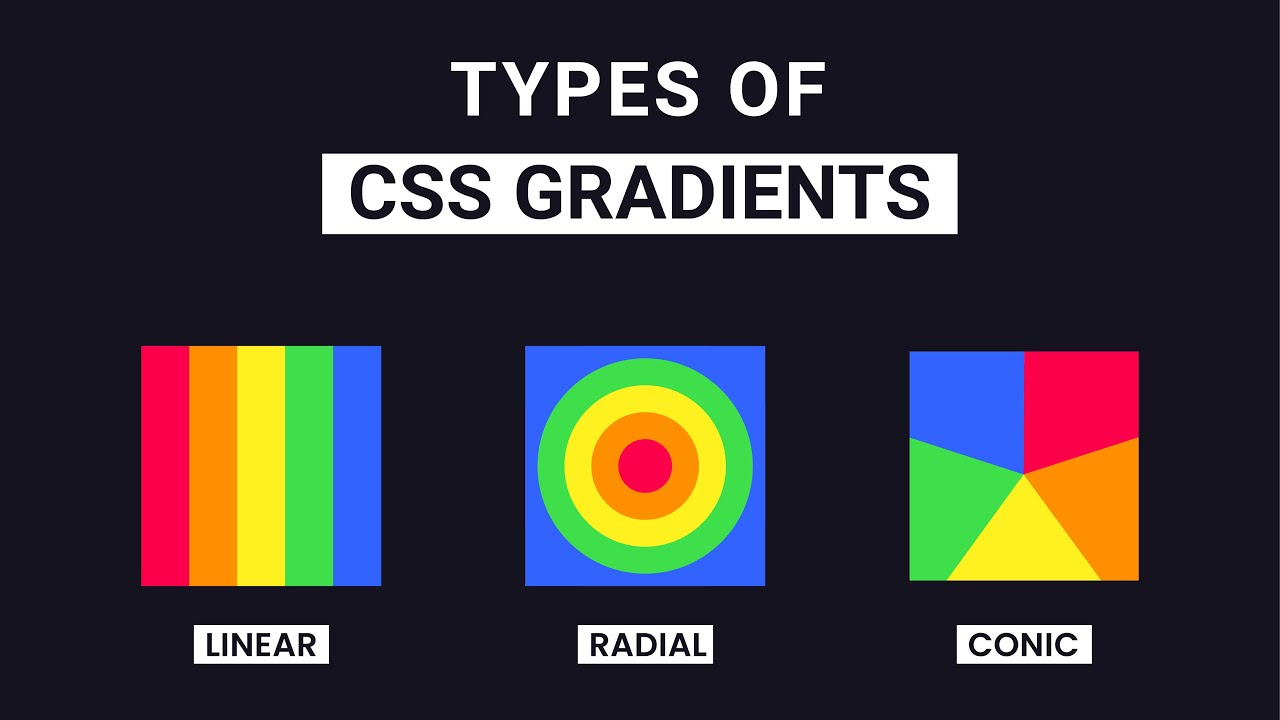 TYPES OF
CSS GRADIENTS
LINEAR
RADIAL
CONIC